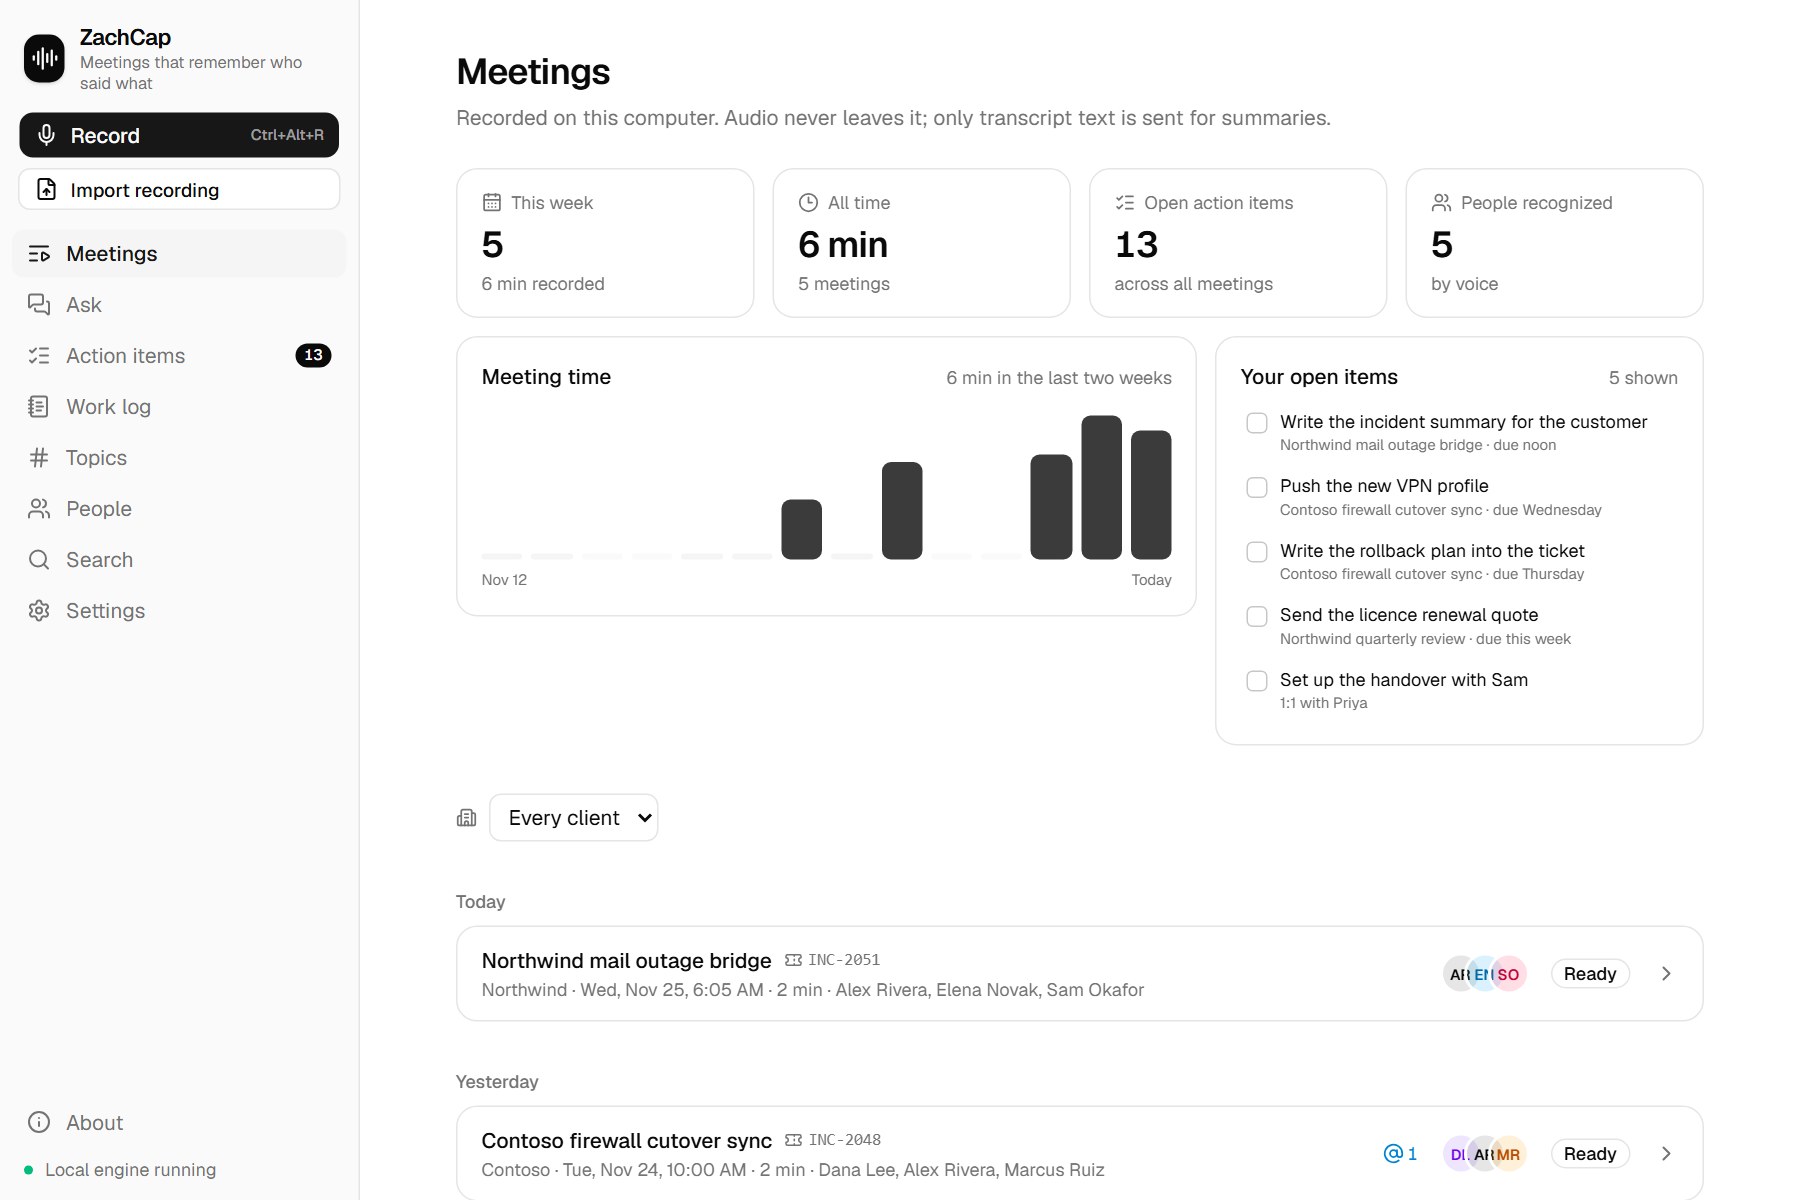 ZachCap
Meetings that remember who
said what
Record Ctrl+Alt+R
Import recording
Meetings
Ask
Action items 13
Work log
Topics
People
Search
Settings
About
Local engine running
Meetings
Recorded on this computer. Audio never leaves it; only transcript text is sent for summaries.
This week
5
6 min recorded
All time
6 min
5 meetings
Open action items
13
across all meetings
People recognized
5
by voice
Meeting time 6 min in the last two weeks
Nov 12 Today
Your open items 5 shown
Write the incident summary for the customer
Northwind mail outage bridge · due noon
Push the new VPN profile
Contoso firewall cutover sync · due Wednesday
Write the rollback plan into the ticket
Contoso firewall cutover sync · due Thursday
Send the licence renewal quote
Northwind quarterly review · due this week
Set up the handover with Sam
1:1 with Priya
Every client
Today
Northwind mail outage bridge INC-2051
Northwind · Wed, Nov 25, 6:05 AM · 2 min · Alex Rivera, Elena Novak, Sam Okafor
AR EN SO Ready
Yesterday
Contoso firewall cutover sync INC-2048
Contoso · Tue, Nov 24, 10:00 AM · 2 min · Dana Lee, Alex Rivera, Marcus Ruiz
@ 1 DL AR MR Ready